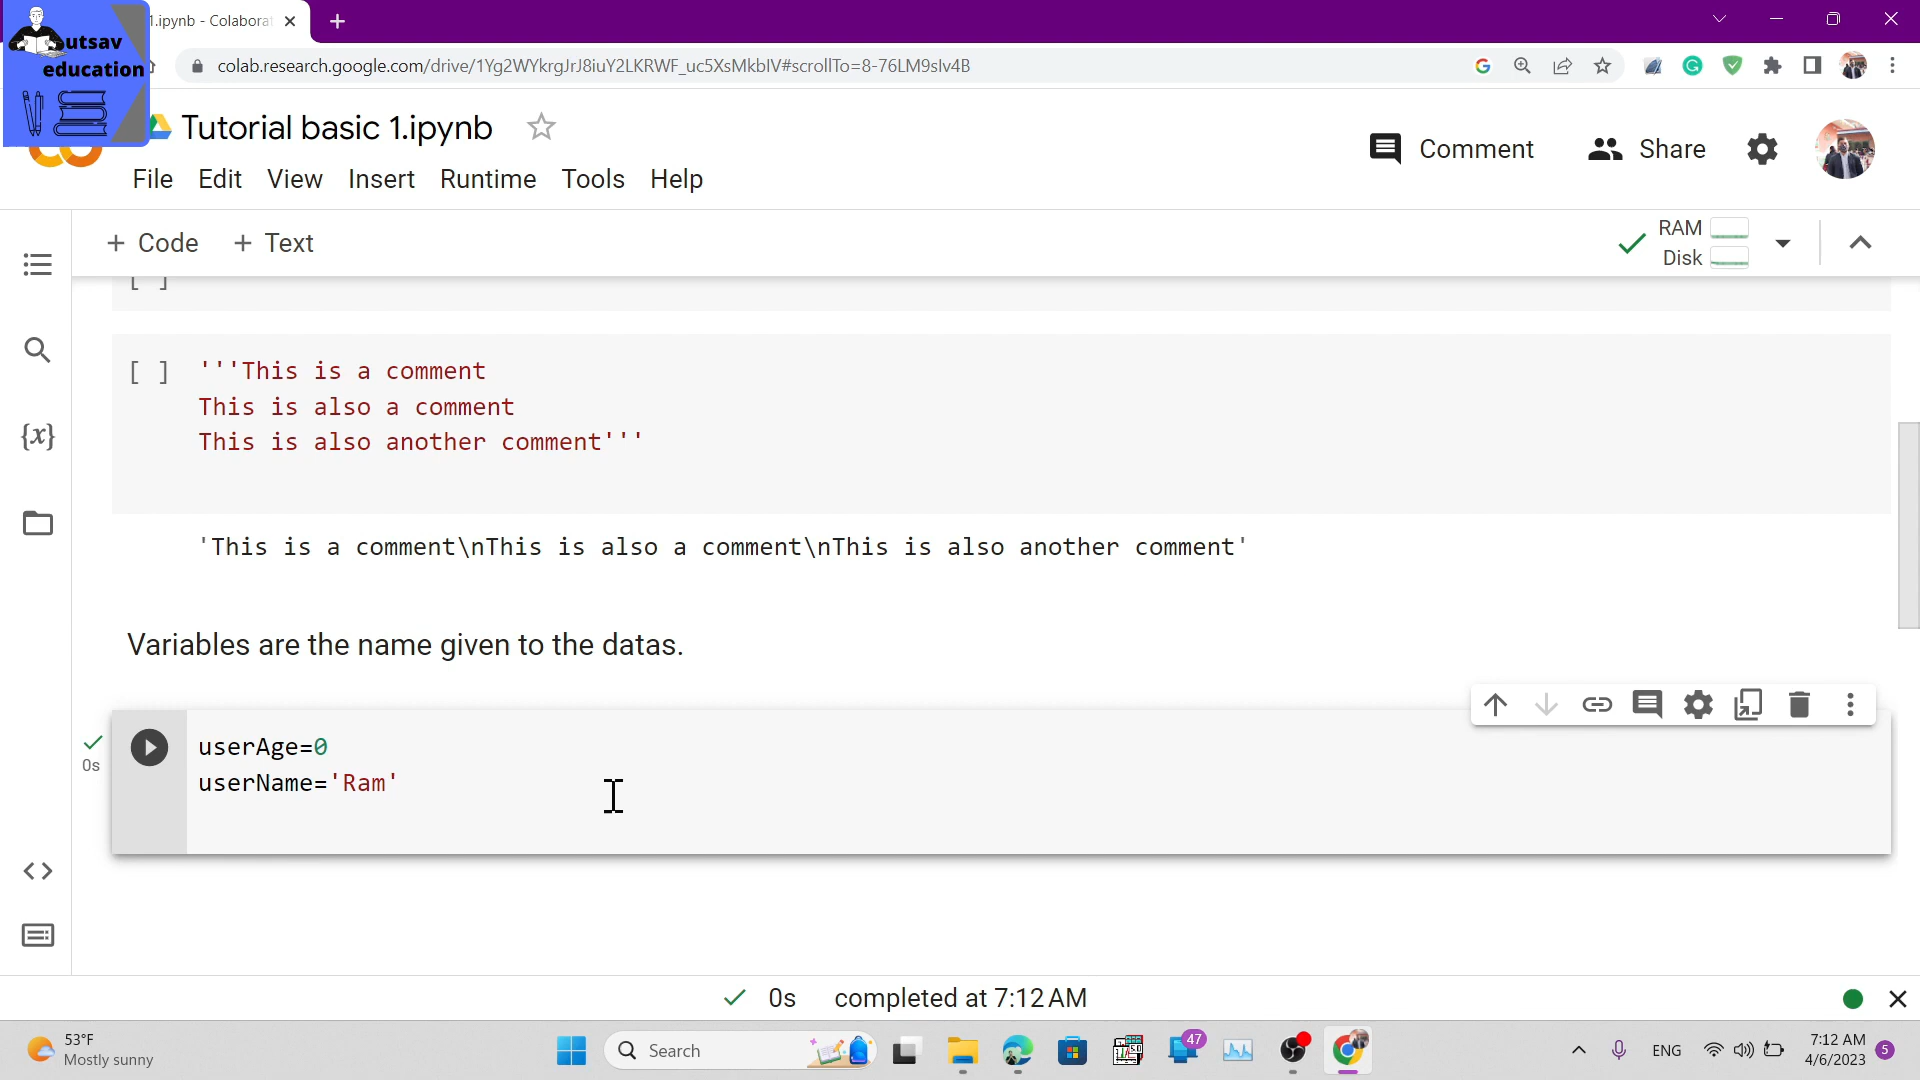 utsav
education
1.ipynb - Colaborat
colab.research.google.com/drive/1Yg2WYkrgJrJ8iuY2LKRWF_uc5XsMkbIV#scrollTo=8-76LM9slv4B
Tutorial basic 1.ipynb
Comment
Share
File Edit View Insert Runtime Tools Help
+ Code + Text
RAM
Disk
[ ]
[ ] '''This is a comment
This is also a comment
This is also another comment'''
'This is a comment\nThis is also a comment\nThis is also another comment'
Variables are the name given to the datas.
userAge=0
0s
userName='Ram'
0s completed at 7:12 AM
53°F
Mostly sunny
Search
47
ENG
7:12 AM
4/6/2023
5